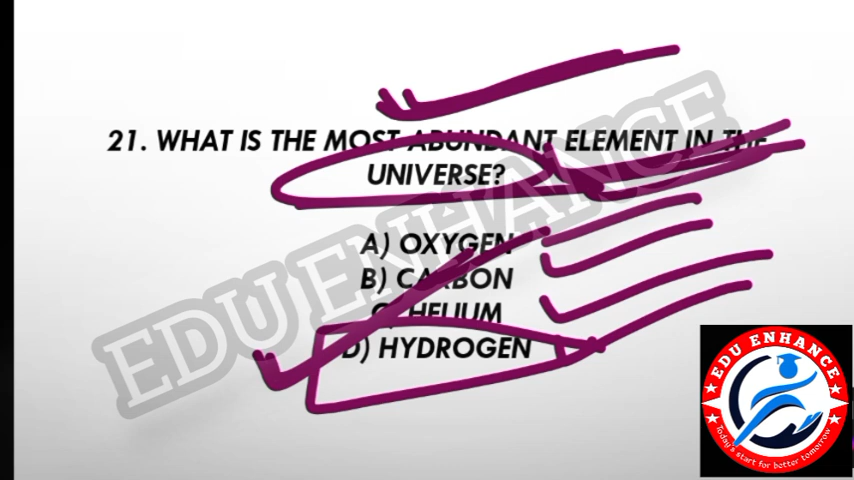 21. WHAT IS THE MOST ABUNDANT ELEMENT IN THE
UNIVERSE?
A) OXYGEN
B) CARBON
C) HELIUM
D) HYDROGEN
EDU ENHANCE
EDU ENHANCE
Today's start for better tomorrow